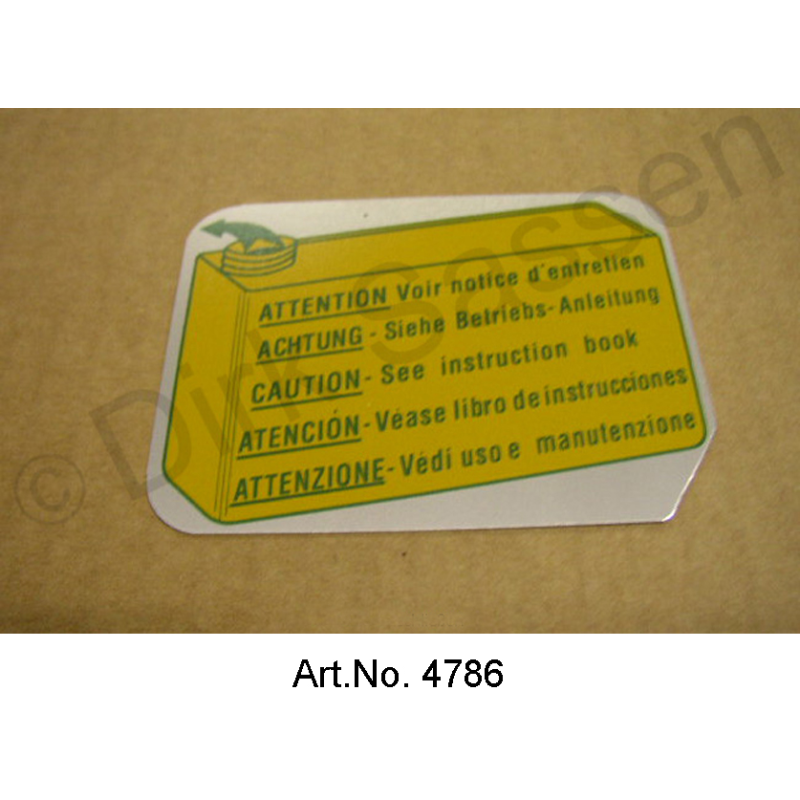 ATTENTION Voir notice d'entretien
ACHTUNG - Siehe Betriebs-Anleitung
CAUTION - See instruction book
ATENCIÓN - Véase libro de instrucciones
ATTENZIONE - Védi uso e manutenzione
© Dirk Sassen
Art.No. 4786